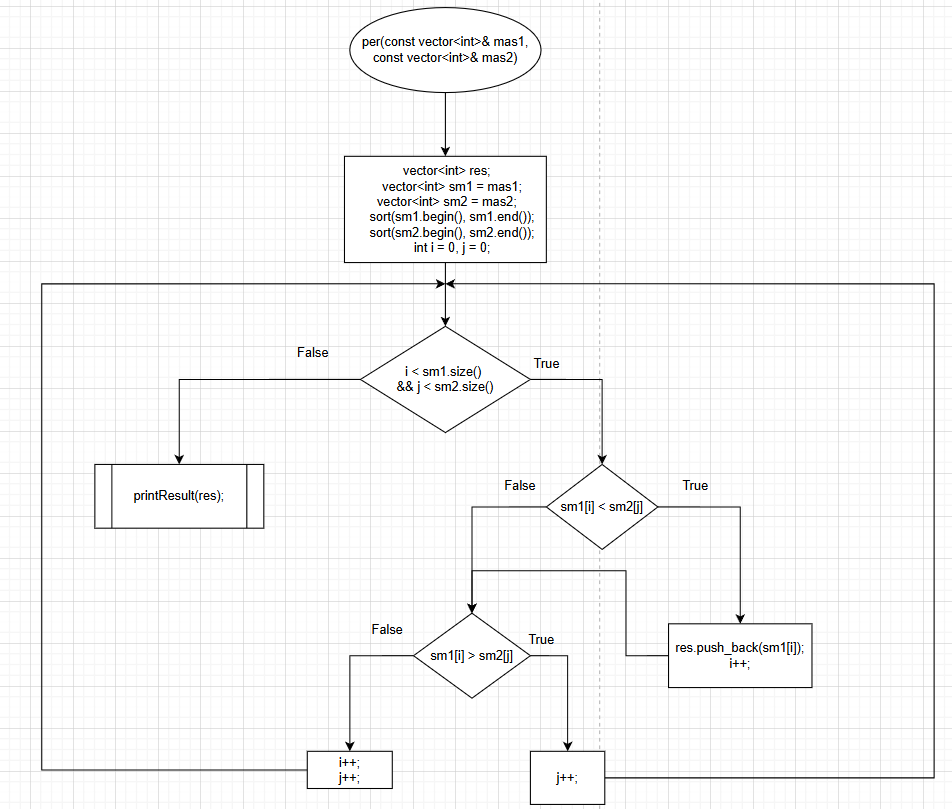 per(const vector<int>& mas1,
const vector<int>& mas2)
vector<int> res;
vector<int> sm1 = mas1;
vector<int> sm2 = mas2;
sort(sm1.begin(), sm1.end());
sort(sm2.begin(), sm2.end());
int i = 0, j = 0;
False
True
i < sm1.size()
&& j < sm2.size()
printResult(res);
False
True
sm1[i] < sm2[j]
False
True
sm1[i] > sm2[j]
res.push_back(sm1[i]);
i++;
i++;
j++;
j++;